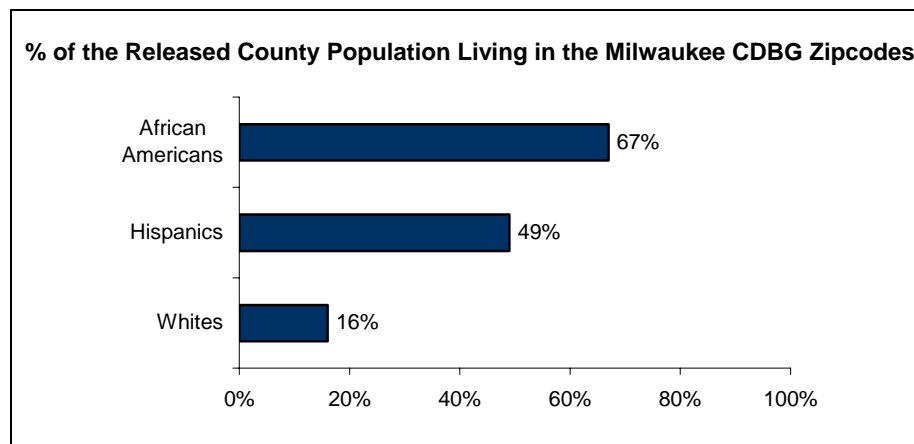 % of the Released County Population Living in the Milwaukee CDBG Zipcodes
African
Americans
67%
Hispanics
49%
Whites
16%
0%
20%
40%
60%
80%
100%